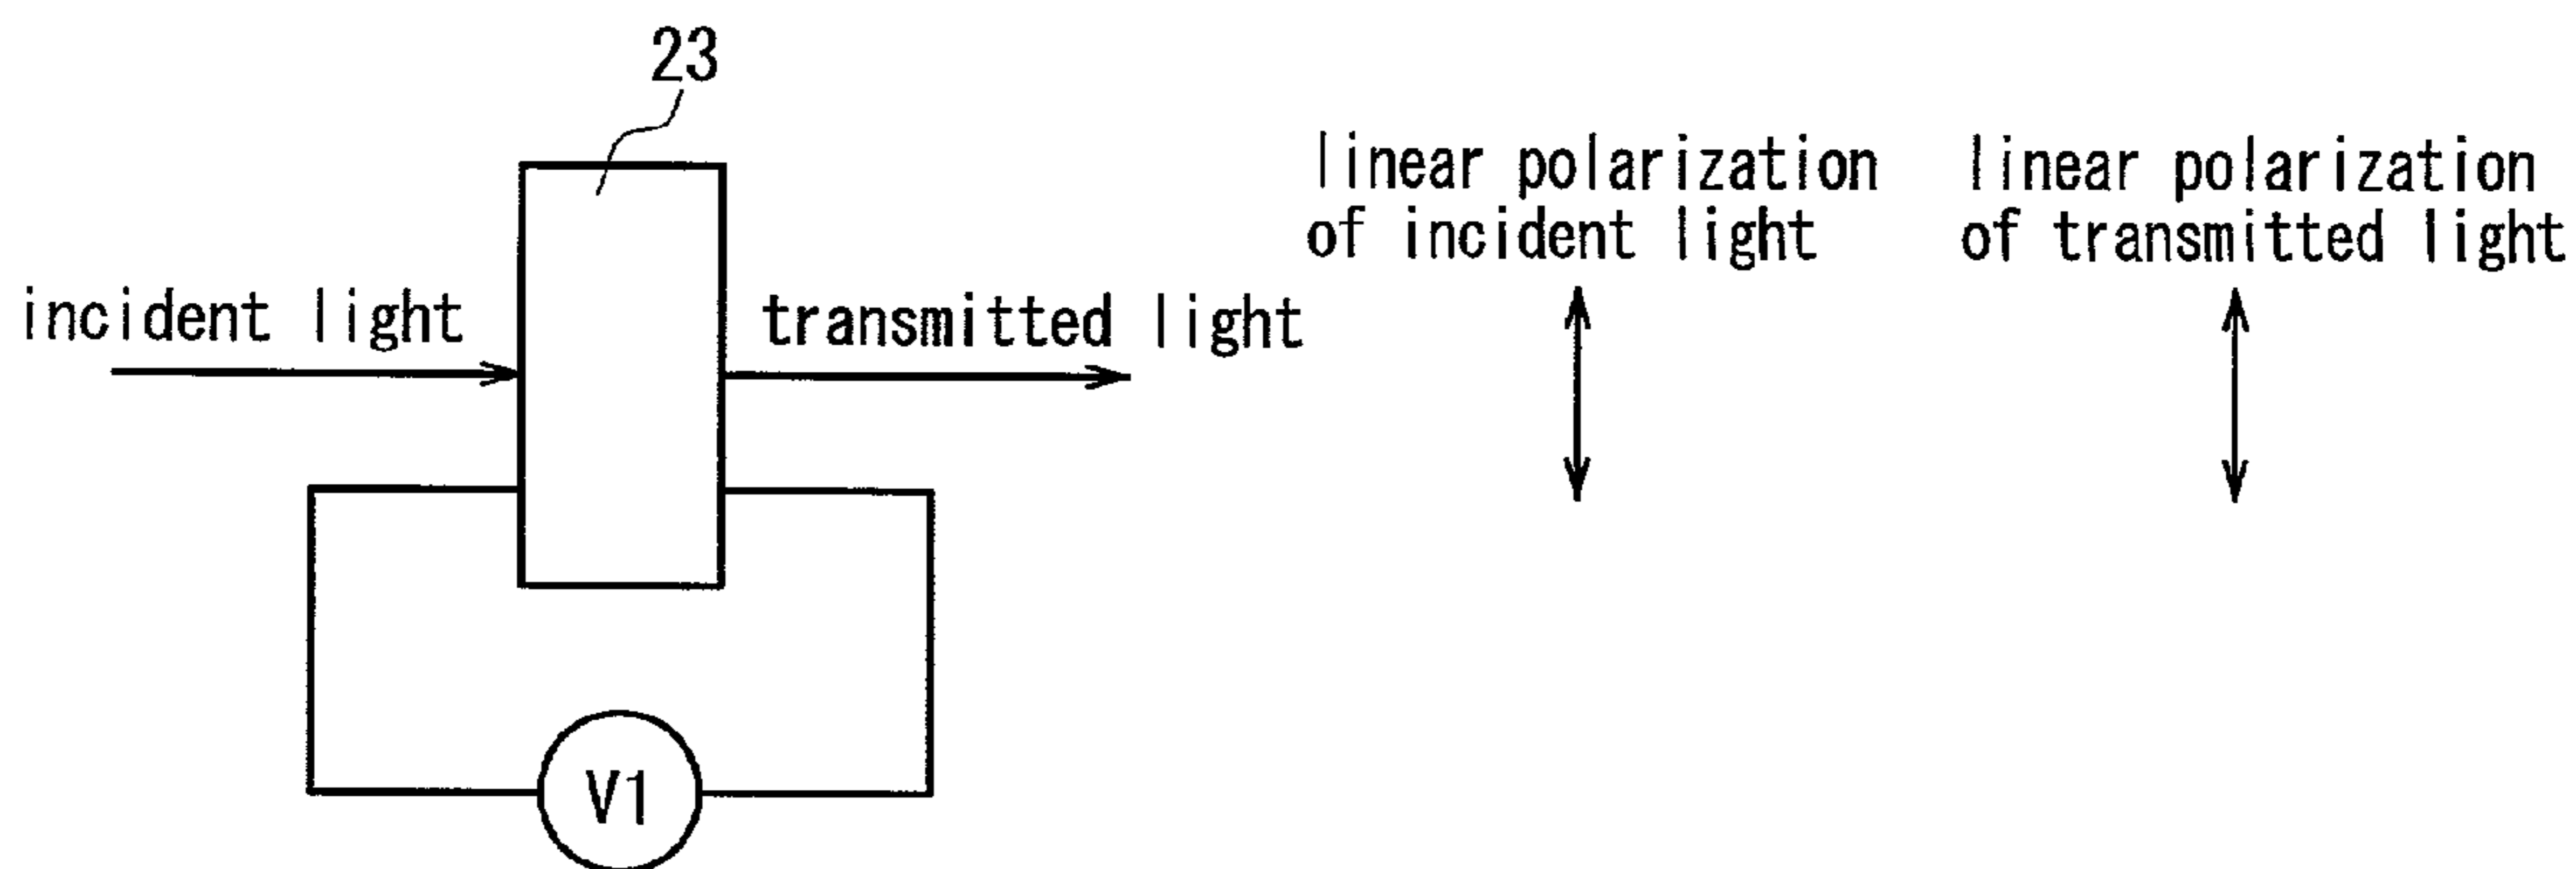 23
linear polarization
of incident light
linear polarization
of transmitted light
incident light
transmitted light
V1